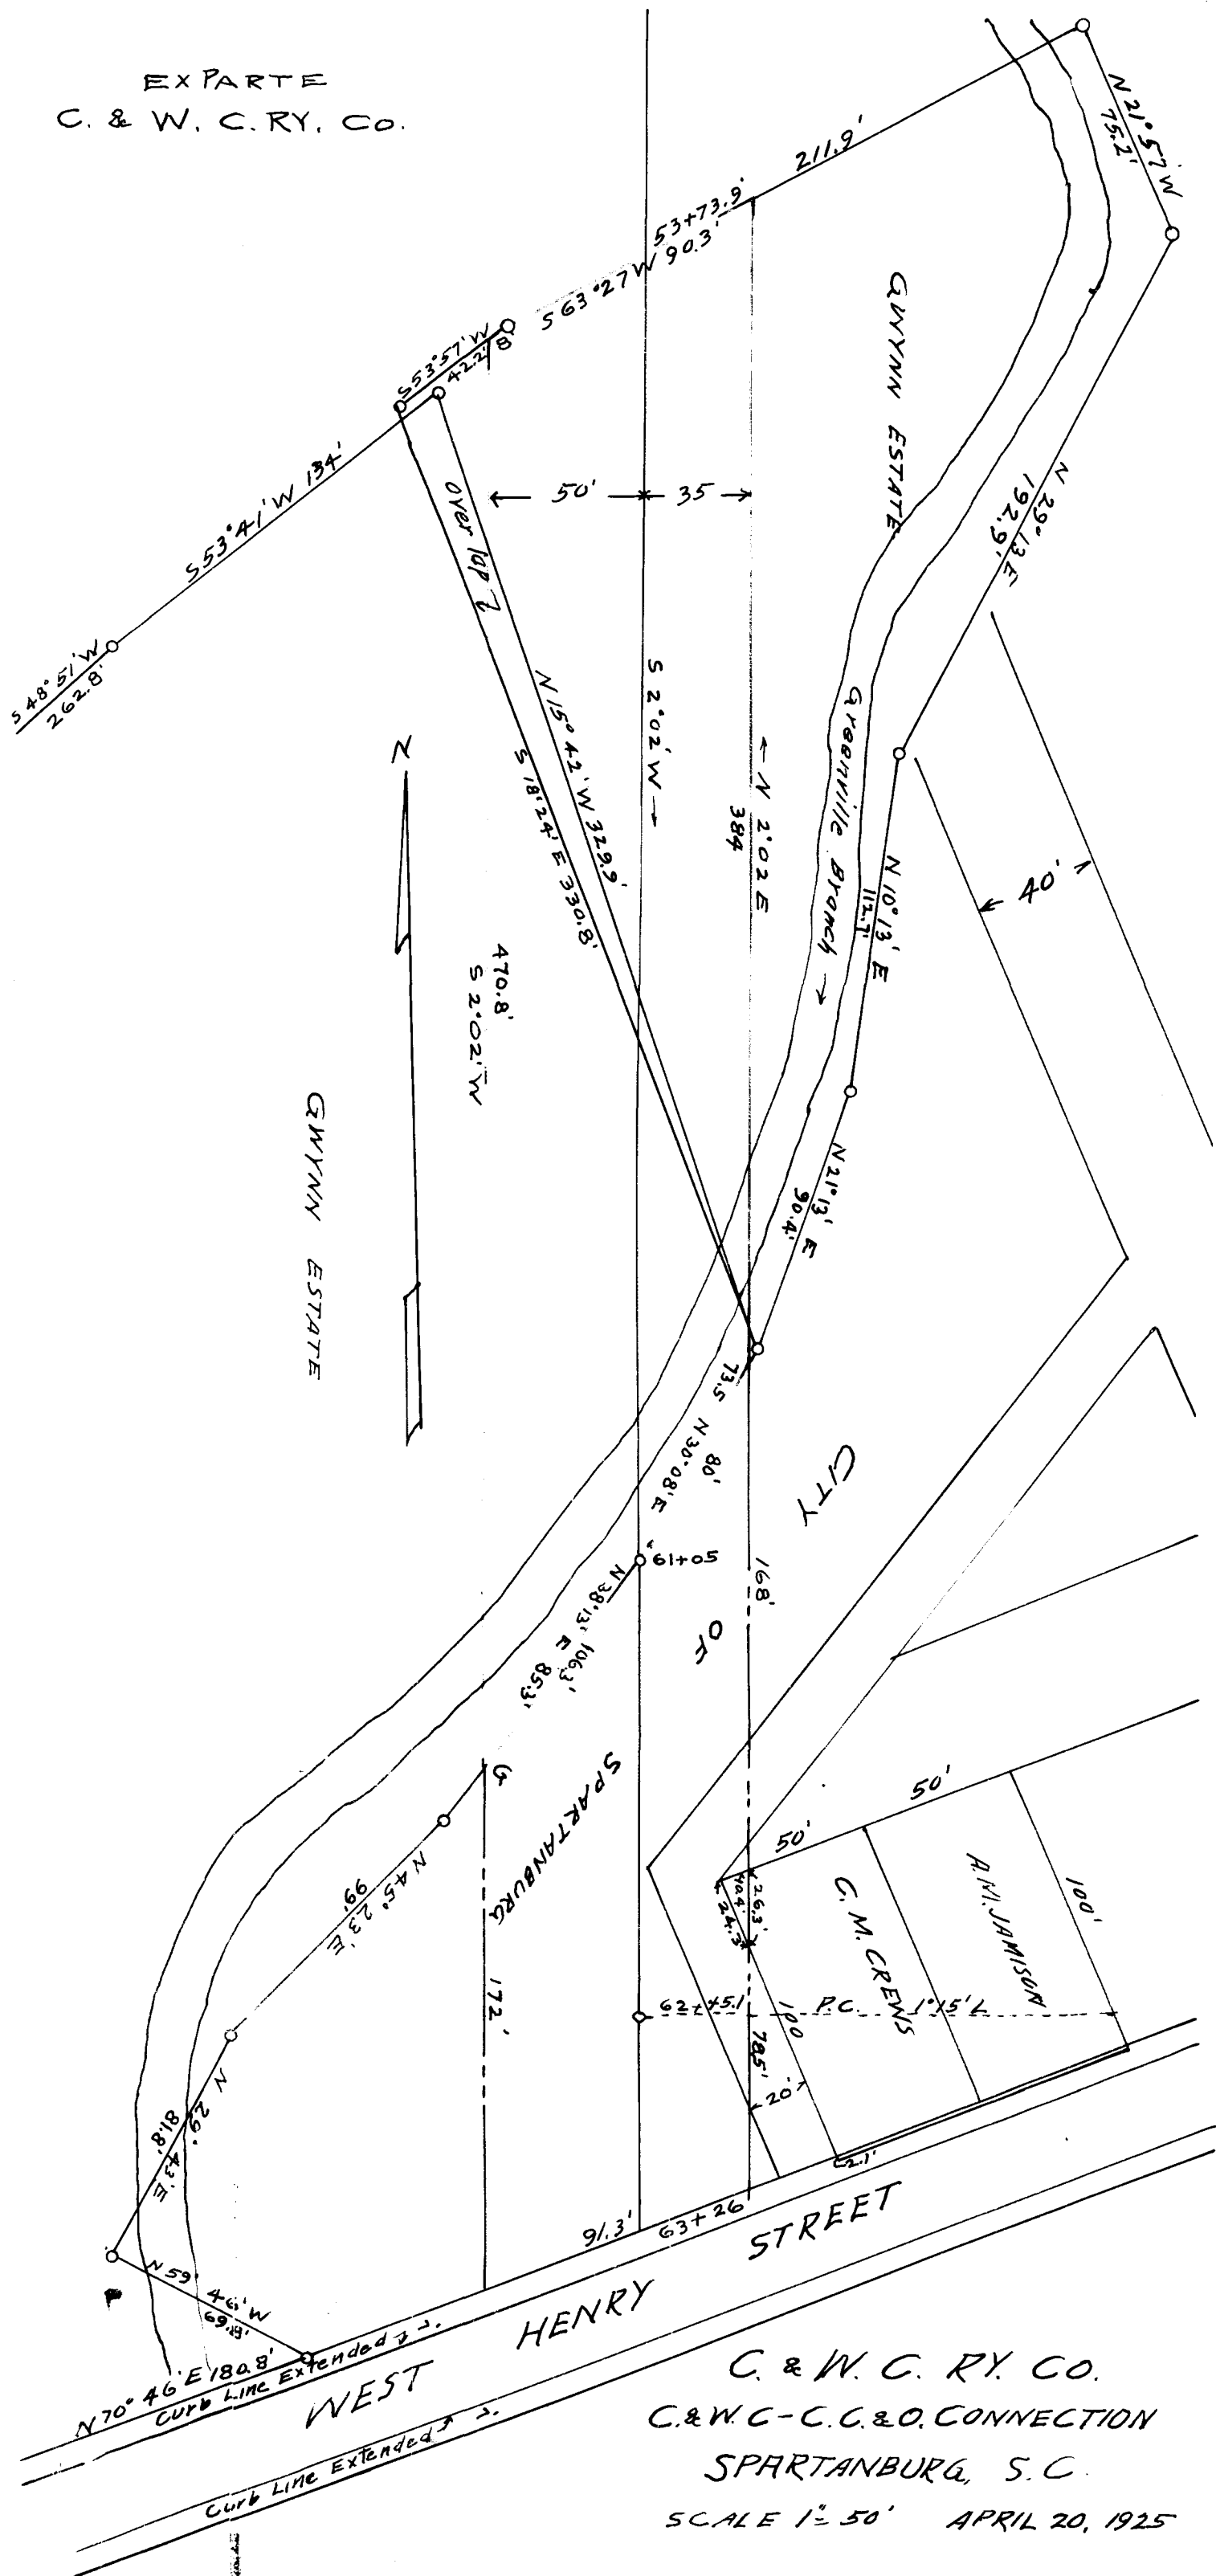 EXPARTE
C. & W. C. RY. Co.
N 21° 57' W
75.2'
211.9'
53+73.9'
S 63° 27' W 90.3'
S 53° 57' W
S 53° 41' W 134'
S 48° 51' W
262.8'
GWYNN ESTATE
50'
35
over lap
N 29° 13' E
192.9'
N 15° 42' W 329.9'
S 18° 24' E 330.8'
S 2° 02' W
N 2° 02 E
384
Greenville Branch
N 10° 13' E
112.7'
40'
N
470.8'
S 2° 02' W
GWYNN ESTATE
N 21° 13' E
90.4'
73.5
80'
N 30° 08' E
61+05
N 38° 13' E 85.3'
106.3'
168'
CITY
OF
SPARTANBURG
G
N 45° 23' E
99'
172'
50'
50'
40.4'
26.3'
24.3'
C. M. CREWS
A. M. JAMISON
100'
100
62+45.1 P.C. 1° 15' L
78.5'
20'
2.1'
N 29° 43' E
81.8'
N 59° 46' W
91.3'
63+26
N 70° 46' E 180.8'
Curb Line Extended
WEST HENRY STREET
Curb Line Extended
C. & W. C. RY. CO.
C. & W. C - C. C. & O. CONNECTION
SPARTANBURG, S. C.
SCALE 1" = 50' APRIL 20, 1925